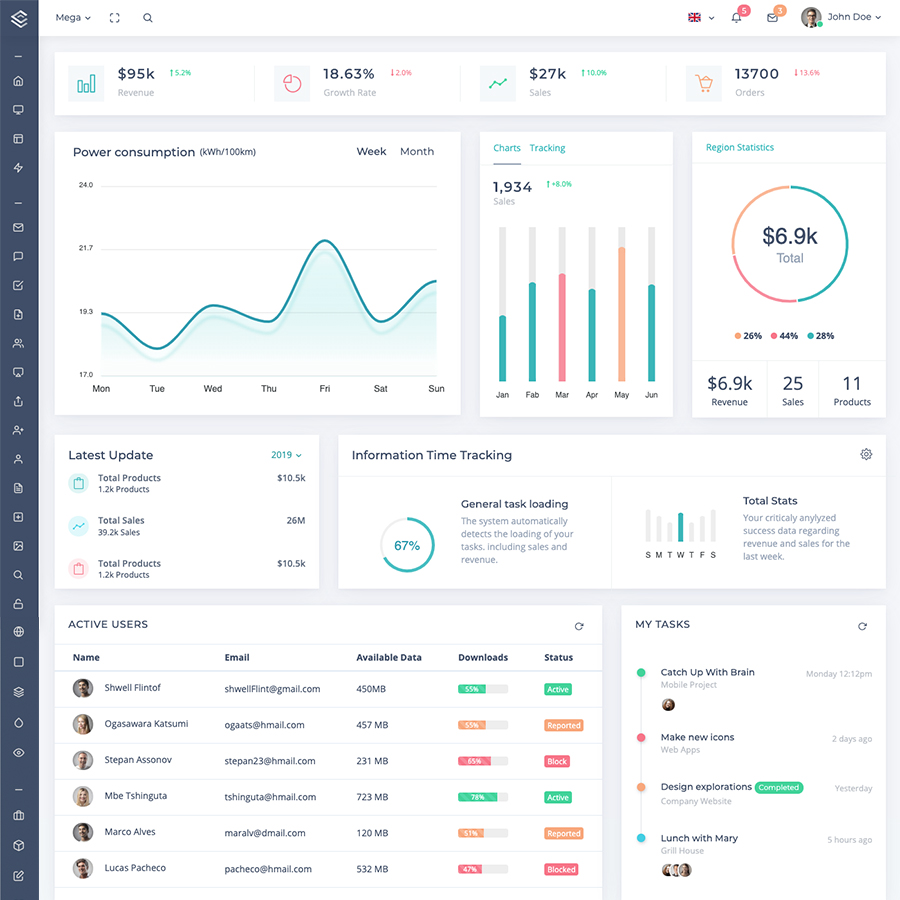 Mega
5
3
John Doe
$95k 5.2%
Revenue
18.63% 2.0%
Growth Rate
$27k 10.0%
Sales
13700 13.6%
Orders
Power consumption (kWh/100km)
Week Month
24.0
21.7
19.3
17.0
Mon Tue Wed Thu Fri Sat Sun
Charts Tracking
1,934 +8.0%
Sales
Jan Feb Mar Apr May Jun
Region Statistics
$6.9k
Total
26% 44% 28%
$6.9k
Revenue
25
Sales
11
Products
Latest Update 2019
Total Products $10.5k
1.2k Products
Total Sales 26M
39.2k Sales
Total Products $10.5k
1.2k Products
Information Time Tracking
67%
General task loading
The system automatically
detects the loading of your
tasks. including sales and
revenue.
S M T W T F S
Total Stats
Your criticaly anylyzed
success data regarding
revenue and sales for the
last week.
ACTIVE USERS
Name Email Available Data Downloads Status
Shwell Flintof shwellFlint@gmail.com 450MB 55% Active
Ogasawara Katsumi ogaats@hmail.com 457 MB 55% Reported
Stepan Assonov stepan23@hmail.com 231 MB 65% Block
Mbe Tshinguta tshinguta@hmail.com 723 MB 78% Active
Marco Alves maralv@dmail.com 120 MB 51% Reported
Lucas Pacheco pacheco@hmail.com 532 MB 47% Blocked
MY TASKS
Catch Up With Brain Monday 12:12pm
Mobile Project
Make new icons 2 days ago
Web Apps
Design explorations Completed Yesterday
Company Website
Lunch with Mary 5 hours ago
Grill House